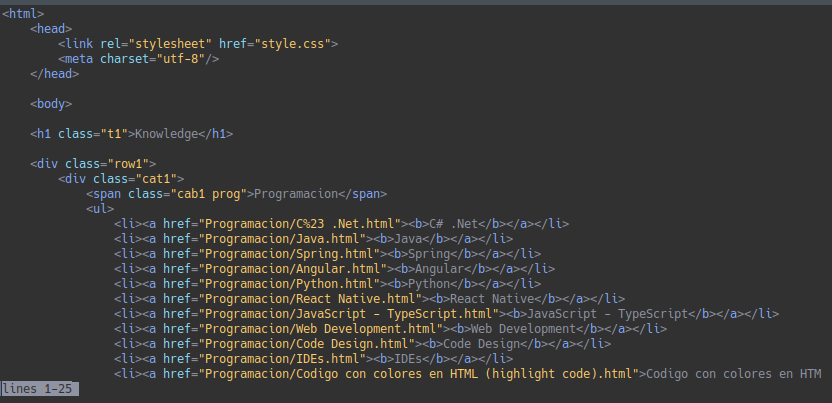 <html>
    <head>
        <link rel="stylesheet" href="style.css">
        <meta charset="utf-8"/>
    </head>

    <body>

    <h1 class="t1">Knowledge</h1>

    <div class="row1">
        <div class="cat1">
            <span class="cab1 prog">Programacion</span>
            <ul>
                <li><a href="Programacion/C%23 .Net.html"><b>C# .Net</b></a></li>
                <li><a href="Programacion/Java.html"><b>Java</b></a></li>
                <li><a href="Programacion/Spring.html"><b>Spring</b></a></li>
                <li><a href="Programacion/Angular.html"><b>Angular</b></a></li>
                <li><a href="Programacion/Python.html"><b>Python</b></a></li>
                <li><a href="Programacion/React Native.html"><b>React Native</b></a></li>
                <li><a href="Programacion/JavaScript - TypeScript.html"><b>JavaScript - TypeScript</b></a></li>
                <li><a href="Programacion/Web Development.html"><b>Web Development</b></a></li>
                <li><a href="Programacion/Code Design.html"><b>Code Design</b></a></li>
                <li><a href="Programacion/IDEs.html"><b>IDEs</b></a></li>
                <li><a href="Programacion/Codigo con colores en HTML (highlight code).html">Codigo con colores en HTM
lines 1-25